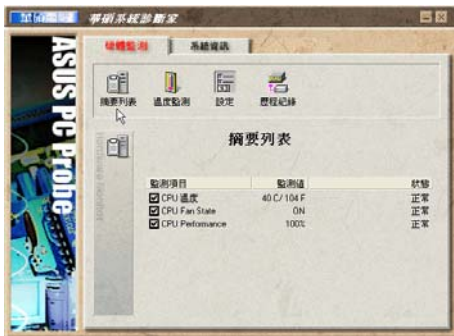 華碩系統診斷家
ASUS PC Probe
硬體監測
系統資訊
摘要列表
溫度監測
設定
歷程紀錄
Hardware Monitor
摘要列表
監測項目 監測值 狀態
CPU 溫度 40 C/ 104 F 正常
CPU Fan State ON 正常
CPU Performance 100% 正常